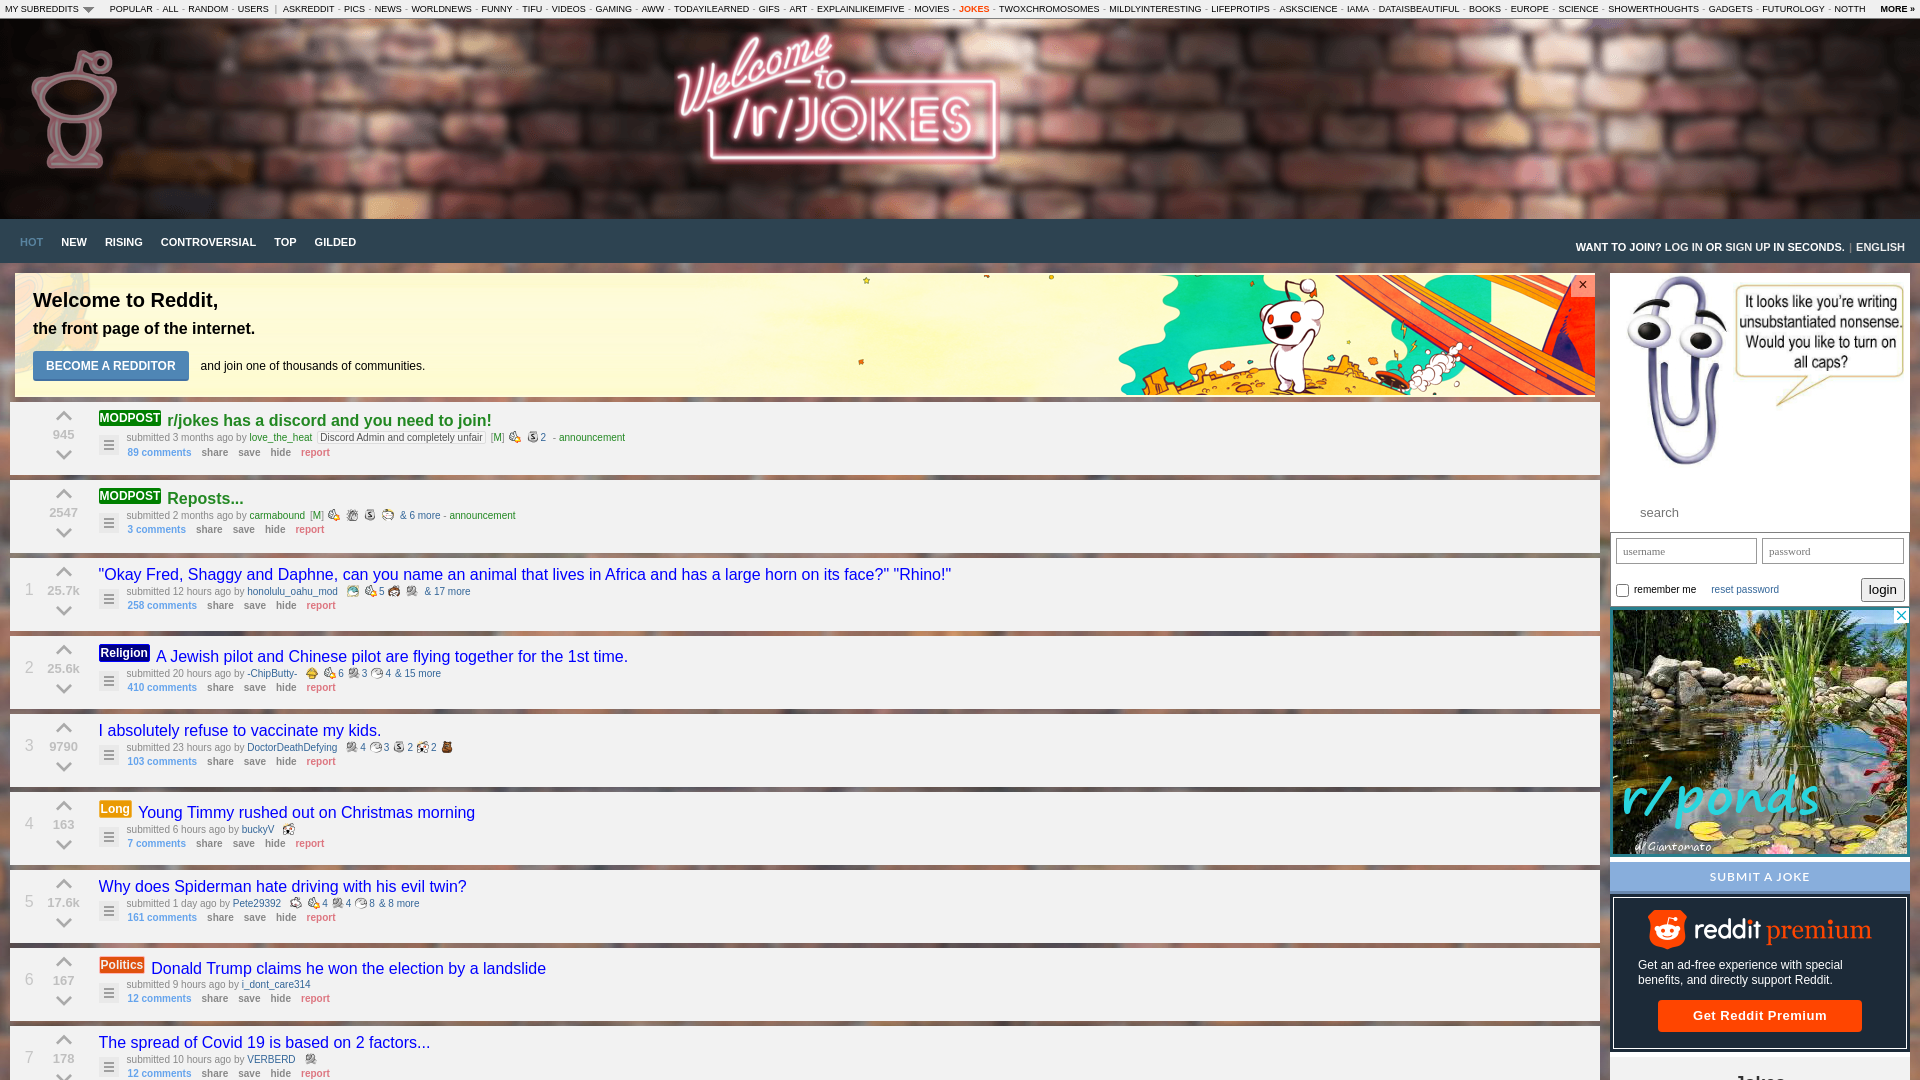 MY SUBREDDITS POPULAR - ALL - RANDOM - USERS | ASKREDDIT - PICS - NEWS - WORLDNEWS - FUNNY - TIFU - VIDEOS - GAMING - AWW - TODAYILEARNED - GIFS - ART - EXPLAINLIKEIMFIVE - MOVIES - JOKES - TWOXCHROMOSOMES - MILDLYINTERESTING - LIFEPROTIPS - ASKSCIENCE - IAMA - DATAISBEAUTIFUL - BOOKS - EUROPE - SCIENCE - SHOWERTHOUGHTS - GADGETS - FUTUROLOGY - NOTTH MORE »
Welcome
to
/r/JOKES
HOT NEW RISING CONTROVERSIAL TOP GILDED
WANT TO JOIN? LOG IN OR SIGN UP IN SECONDS. | ENGLISH
Welcome to Reddit,
the front page of the internet.
BECOME A REDDITOR and join one of thousands of communities.
×
945
MODPOST r/jokes has a discord and you need to join!
submitted 3 months ago by love_the_heat Discord Admin and completely unfair [M] 2 - announcement
89 comments share save hide report
2547
MODPOST Reposts...
submitted 2 months ago by carmabound [M] & 6 more - announcement
3 comments share save hide report
1
25.7k
"Okay Fred, Shaggy and Daphne, can you name an animal that lives in Africa and has a large horn on its face?" "Rhino!"
submitted 12 hours ago by honolulu_oahu_mod 5 & 17 more
258 comments share save hide report
2
25.6k
Religion A Jewish pilot and Chinese pilot are flying together for the 1st time.
submitted 20 hours ago by -ChipButty- 6 3 4 & 15 more
410 comments share save hide report
3
9790
I absolutely refuse to vaccinate my kids.
submitted 23 hours ago by DoctorDeathDefying 4 3 2 2
103 comments share save hide report
4
163
Long Young Timmy rushed out on Christmas morning
submitted 6 hours ago by buckyV
7 comments share save hide report
5
17.6k
Why does Spiderman hate driving with his evil twin?
submitted 1 day ago by Pete29392 4 4 8 & 8 more
161 comments share save hide report
6
167
Politics Donald Trump claims he won the election by a landslide
submitted 9 hours ago by i_dont_care314
12 comments share save hide report
7
178
The spread of Covid 19 is based on 2 factors...
submitted 10 hours ago by VERBERD
12 comments share save hide report
It looks like you're writing
unsubstantiated nonsense.
Would you like to turn on
all caps?
search
username password
remember me reset password login
r/ponds
u/Giantomato
SUBMIT A JOKE
reddit premium
Get an ad-free experience with special
benefits, and directly support Reddit.
Get Reddit Premium
Jokes